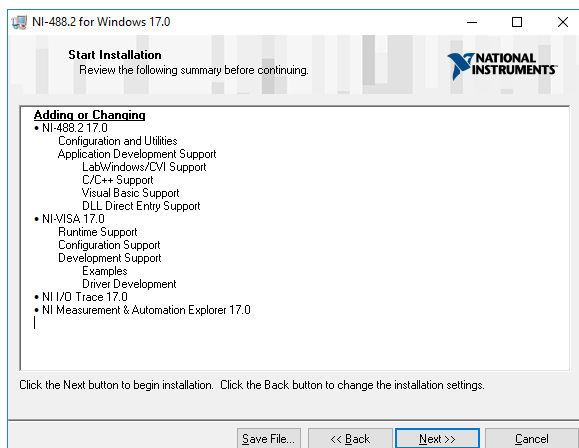 NI-488.2 for Windows 17.0
Start Installation
Review the following summary before continuing.
NATIONAL
INSTRUMENTS
Adding or Changing
• NI-488.2 17.0
Configuration and Utilities
Application Development Support
LabWindows/CVI Support
C/C++ Support
Visual Basic Support
DLL Direct Entry Support
• NI-VISA 17.0
Runtime Support
Configuration Support
Development Support
Examples
Driver Development
• NI I/O Trace 17.0
• NI Measurement & Automation Explorer 17.0
Click the Next button to begin installation.  Click the Back button to change the installation settings.
Save File...
<< Back
Next >>
Cancel